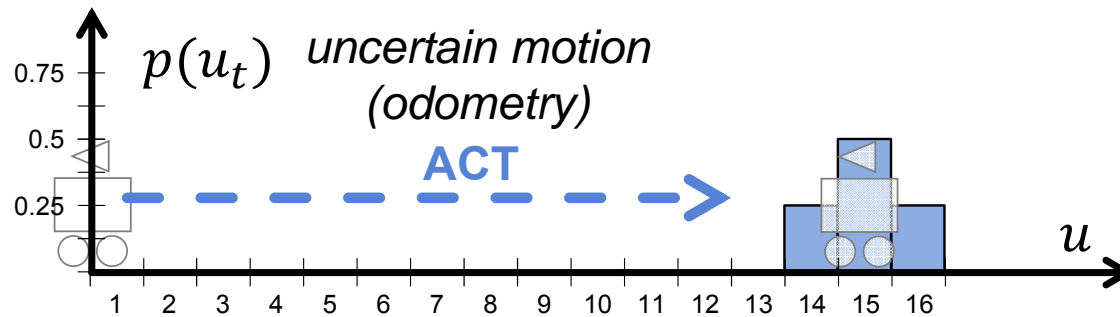 p(u_t) uncertain motion
(odometry)
0.75
0.5
ACT
0.25
u
1 2 3 4 5 6 7 8 9 10 11 12 13 14 15 16